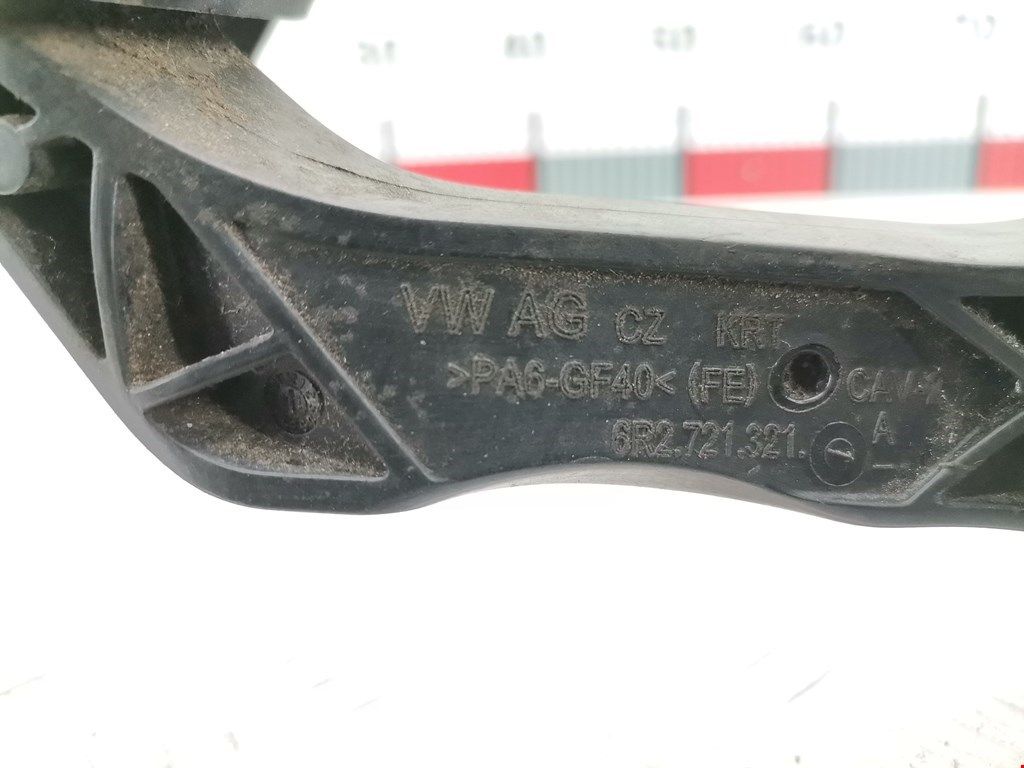 VW AG CZ KRT
>PA6-GF40< (FE) CAV-
6R2.721.321. 1 A